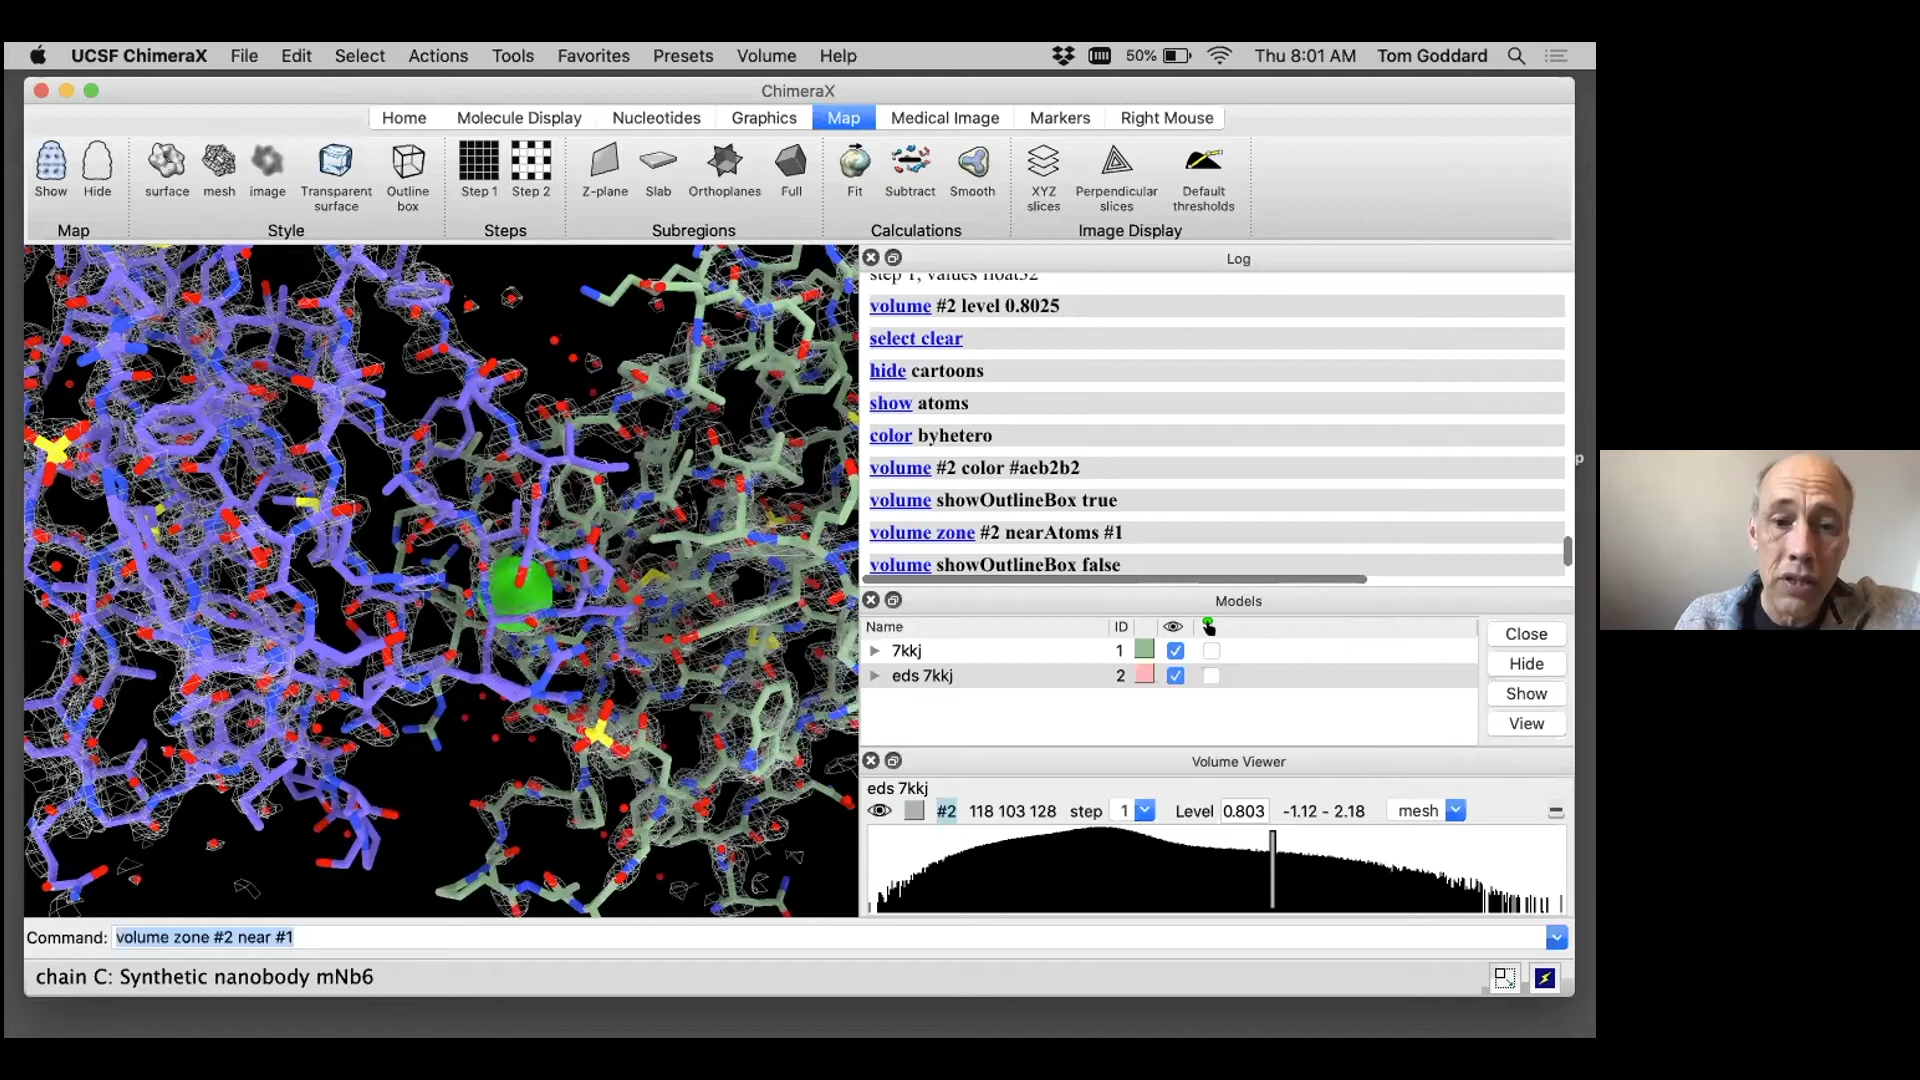 UCSF ChimeraX File Edit Select Actions Tools Favorites Presets Volume Help 50% Thu 8:01 AM Tom Goddard
ChimeraX
Home Molecule Display Nucleotides Graphics Map Medical Image Markers Right Mouse
Show Hide surface mesh image Transparent surface Outline box Step 1 Step 2 Z-plane Slab Orthoplanes Full Fit Subtract Smooth XYZ slices Perpendicular slices Default thresholds
Map Style Steps Subregions Calculations Image Display
Log
step 1, values float32
volume #2 level 0.8025
select clear
hide cartoons
show atoms
color byhetero
volume #2 color #aeb2b2
volume showOutlineBox true
volume zone #2 nearAtoms #1
volume showOutlineBox false
Models
Name ID
7kkj 1
eds 7kkj 2
Close
Hide
Show
View
Volume Viewer
eds 7kkj
#2 118 103 128 step 1 Level 0.803 -1.12 - 2.18 mesh
Command: volume zone #2 near #1
chain C: Synthetic nanobody mNb6
p